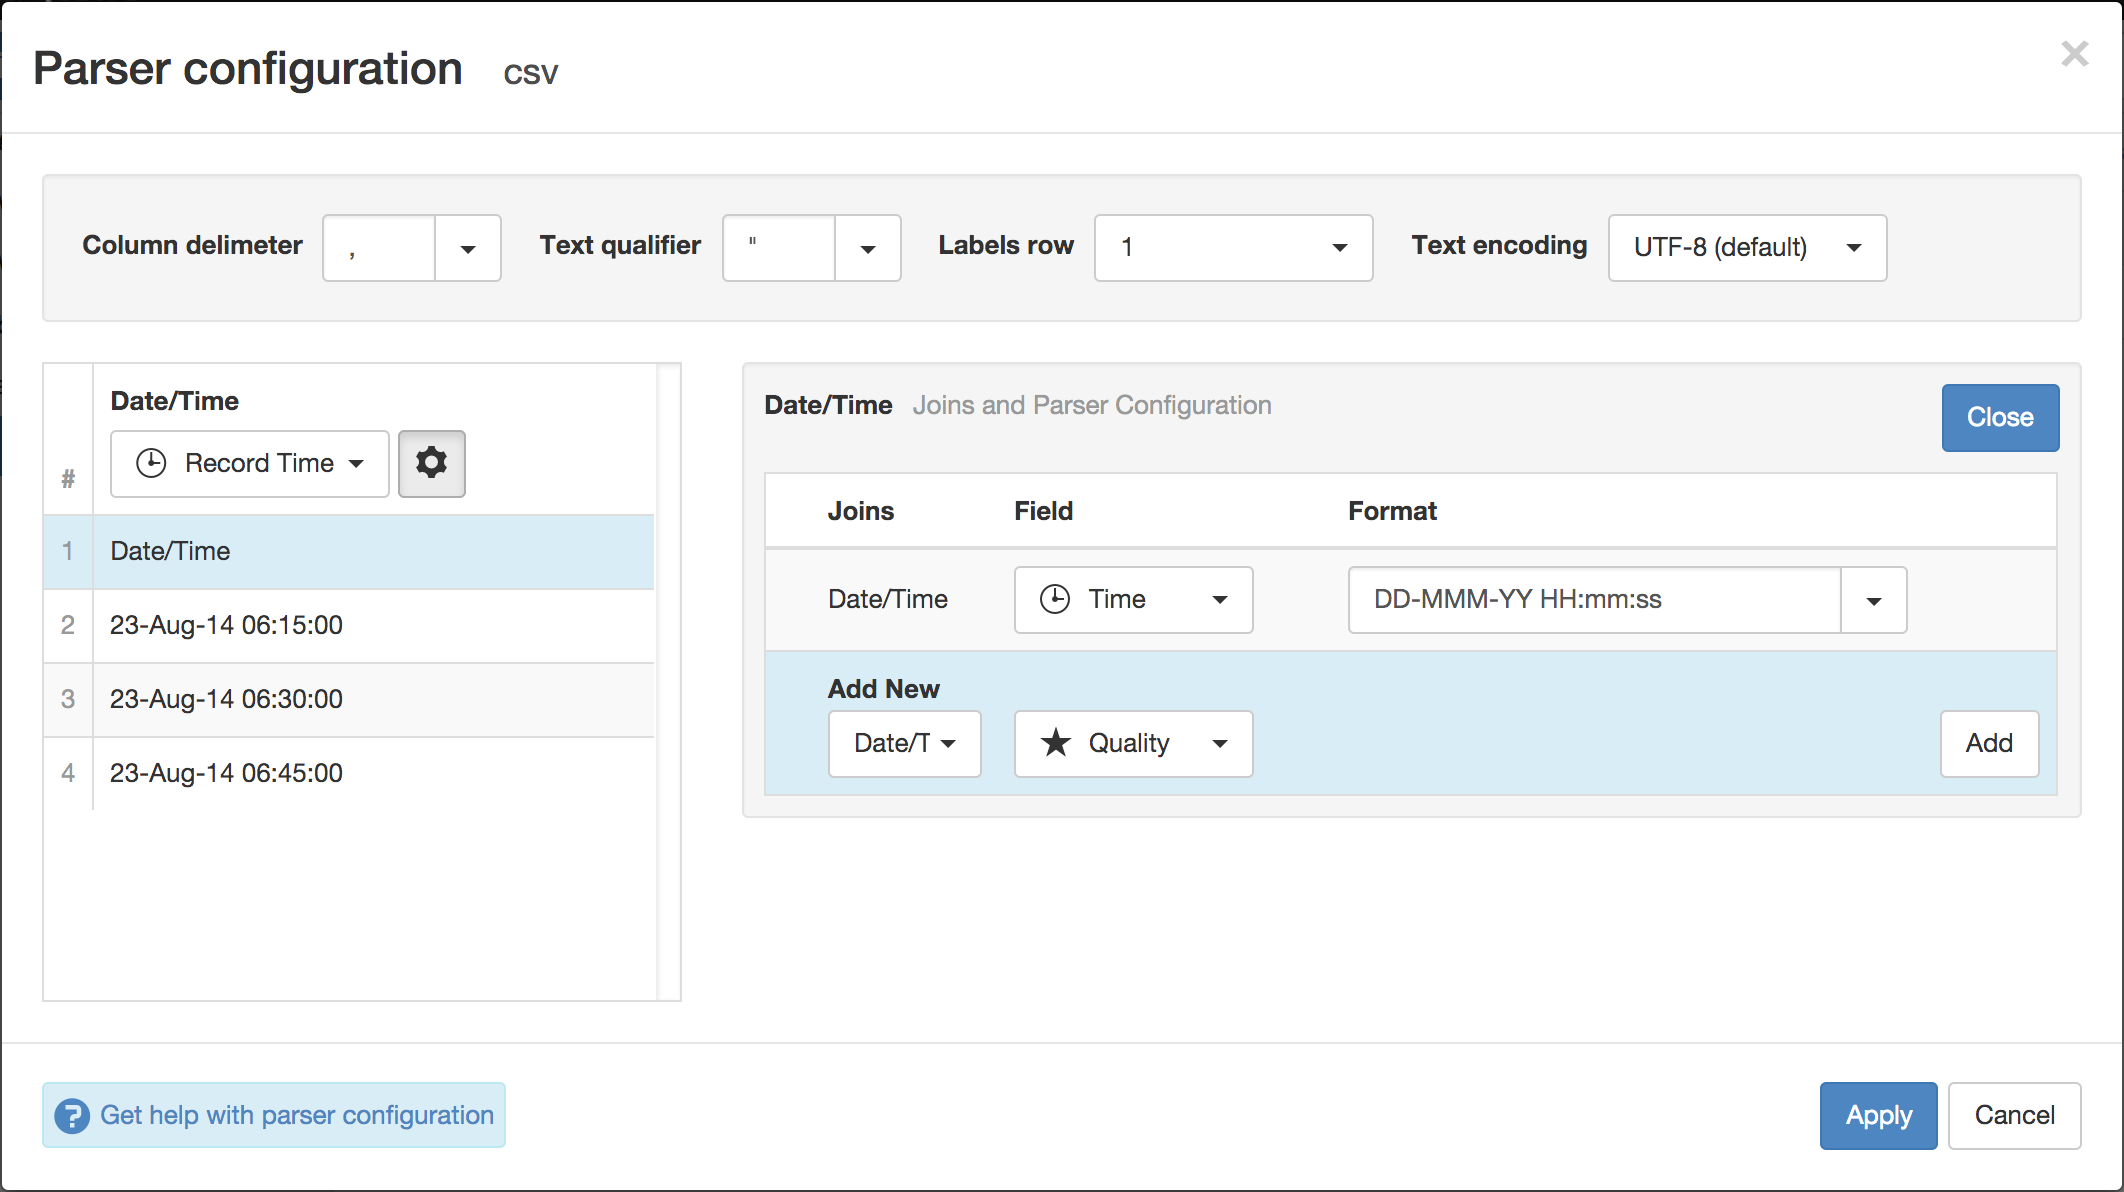 Parser configuration csv
×
Column delimeter ,
Text qualifier "
Labels row 1
Text encoding UTF-8 (default)
# Date/Time
Record Time
1 Date/Time
2 23-Aug-14 06:15:00
3 23-Aug-14 06:30:00
4 23-Aug-14 06:45:00
Date/Time Joins and Parser Configuration
Close
Joins Field Format
Date/Time Time DD-MMM-YY HH:mm:ss
Add New
Date/T Quality Add
? Get help with parser configuration
Apply Cancel